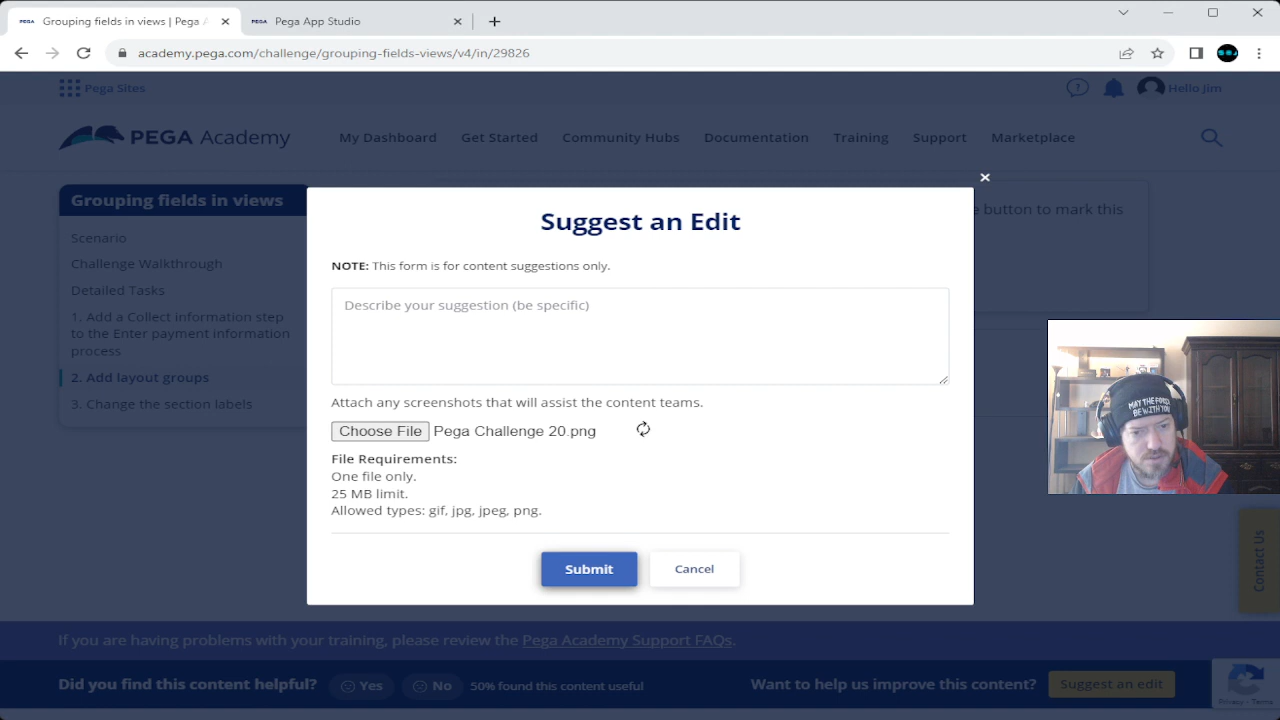 Grouping fields in views | Pega A
Pega App Studio
academy.pega.com/challenge/grouping-fields-views/v4/in/29826
Pega Sites
Hello Jim
PEGA Academy
My Dashboard
Get Started
Community Hubs
Documentation
Training
Support
Marketplace
Grouping fields in views
Scenario
Challenge Walkthrough
Detailed Tasks
1. Add a Collect information step
to the Enter payment information
process
2. Add layout groups
3. Change the section labels
e button to mark this
Suggest an Edit
NOTE: This form is for content suggestions only.
Describe your suggestion (be specific)
Attach any screenshots that will assist the content teams.
Choose File Pega Challenge 20.png
File Requirements:
One file only.
25 MB limit.
Allowed types: gif, jpg, jpeg, png.
Submit
Cancel
MAY THE FORCE
BE WITH YOU
Contact Us
If you are having problems with your training, please review the Pega Academy Support FAQs.
Did you find this content helpful?
Yes
No
50% found this content useful
Want to help us improve this content?
Suggest an edit
Privacy - Terms